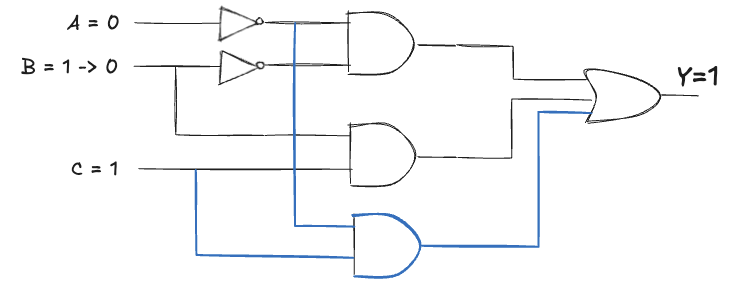 A = 0
B = 1 -> 0
Y=1
C = 1